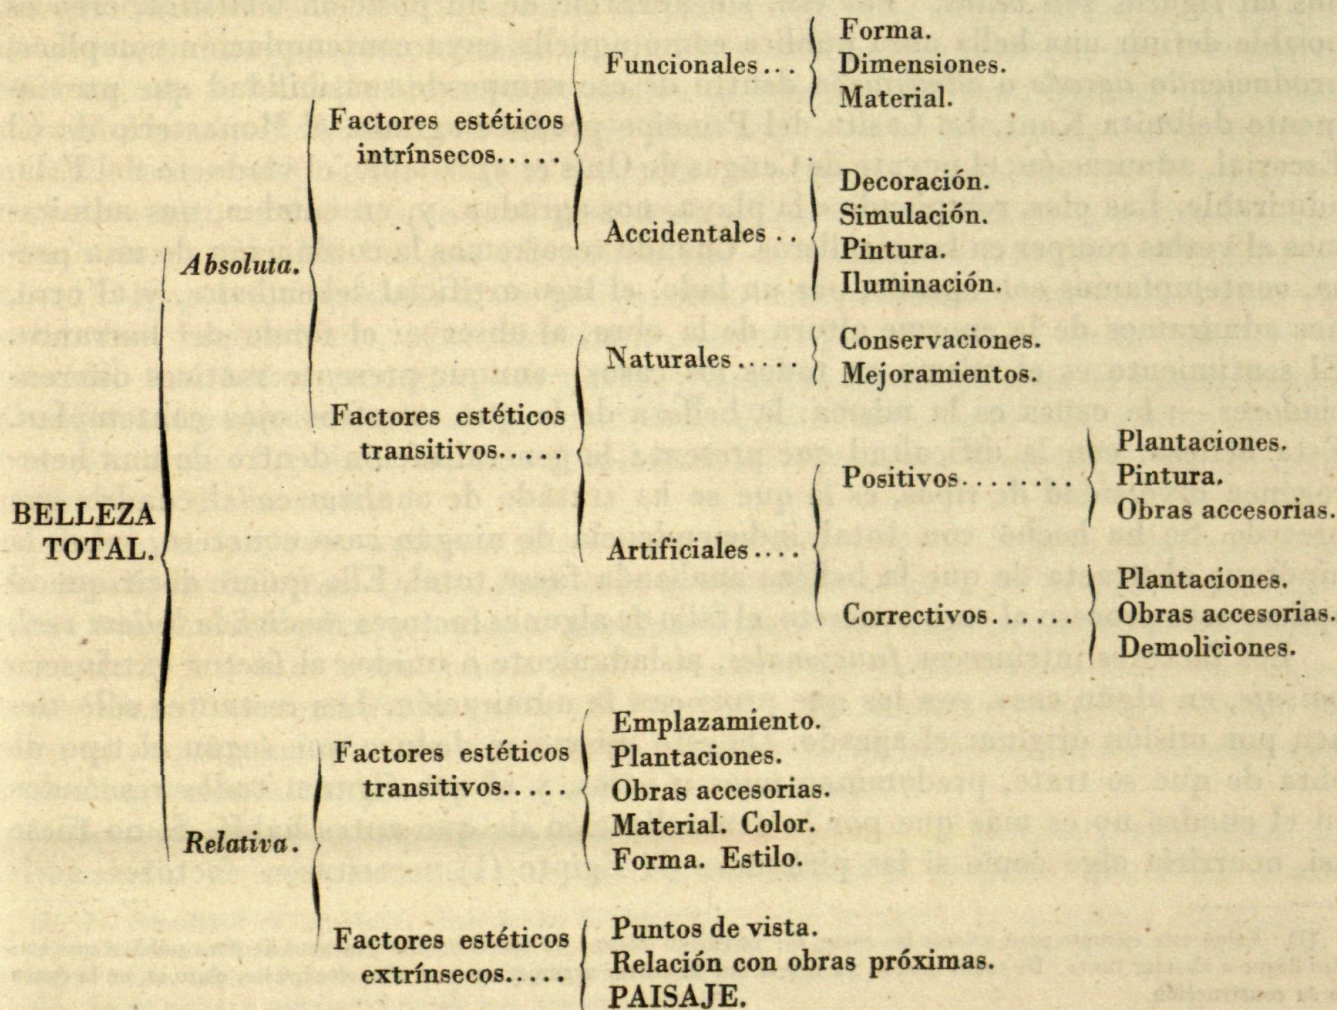 BELLEZA
TOTAL.
Absoluta.
Factores estéticos
intrínsecos.....
Funcionales...
Forma.
Dimensiones.
Material.
Accidentales ..
Decoración.
Simulación.
Pintura.
Iluminación.
Factores estéticos
transitivos.....
Naturales .....
Conservaciones.
Mejoramientos.
Artificiales....
Positivos........
Plantaciones.
Pintura.
Obras accesorias.
Correctivos......
Plantaciones.
Obras accesorias.
Demoliciones.
Relativa.
Factores estéticos
transitivos.....
Emplazamiento.
Plantaciones.
Obras accesorias.
Material. Color.
Forma. Estilo.
Factores estéticos
extrínsecos.....
Puntos de vista.
Relación con obras próximas.
PAISAJE.